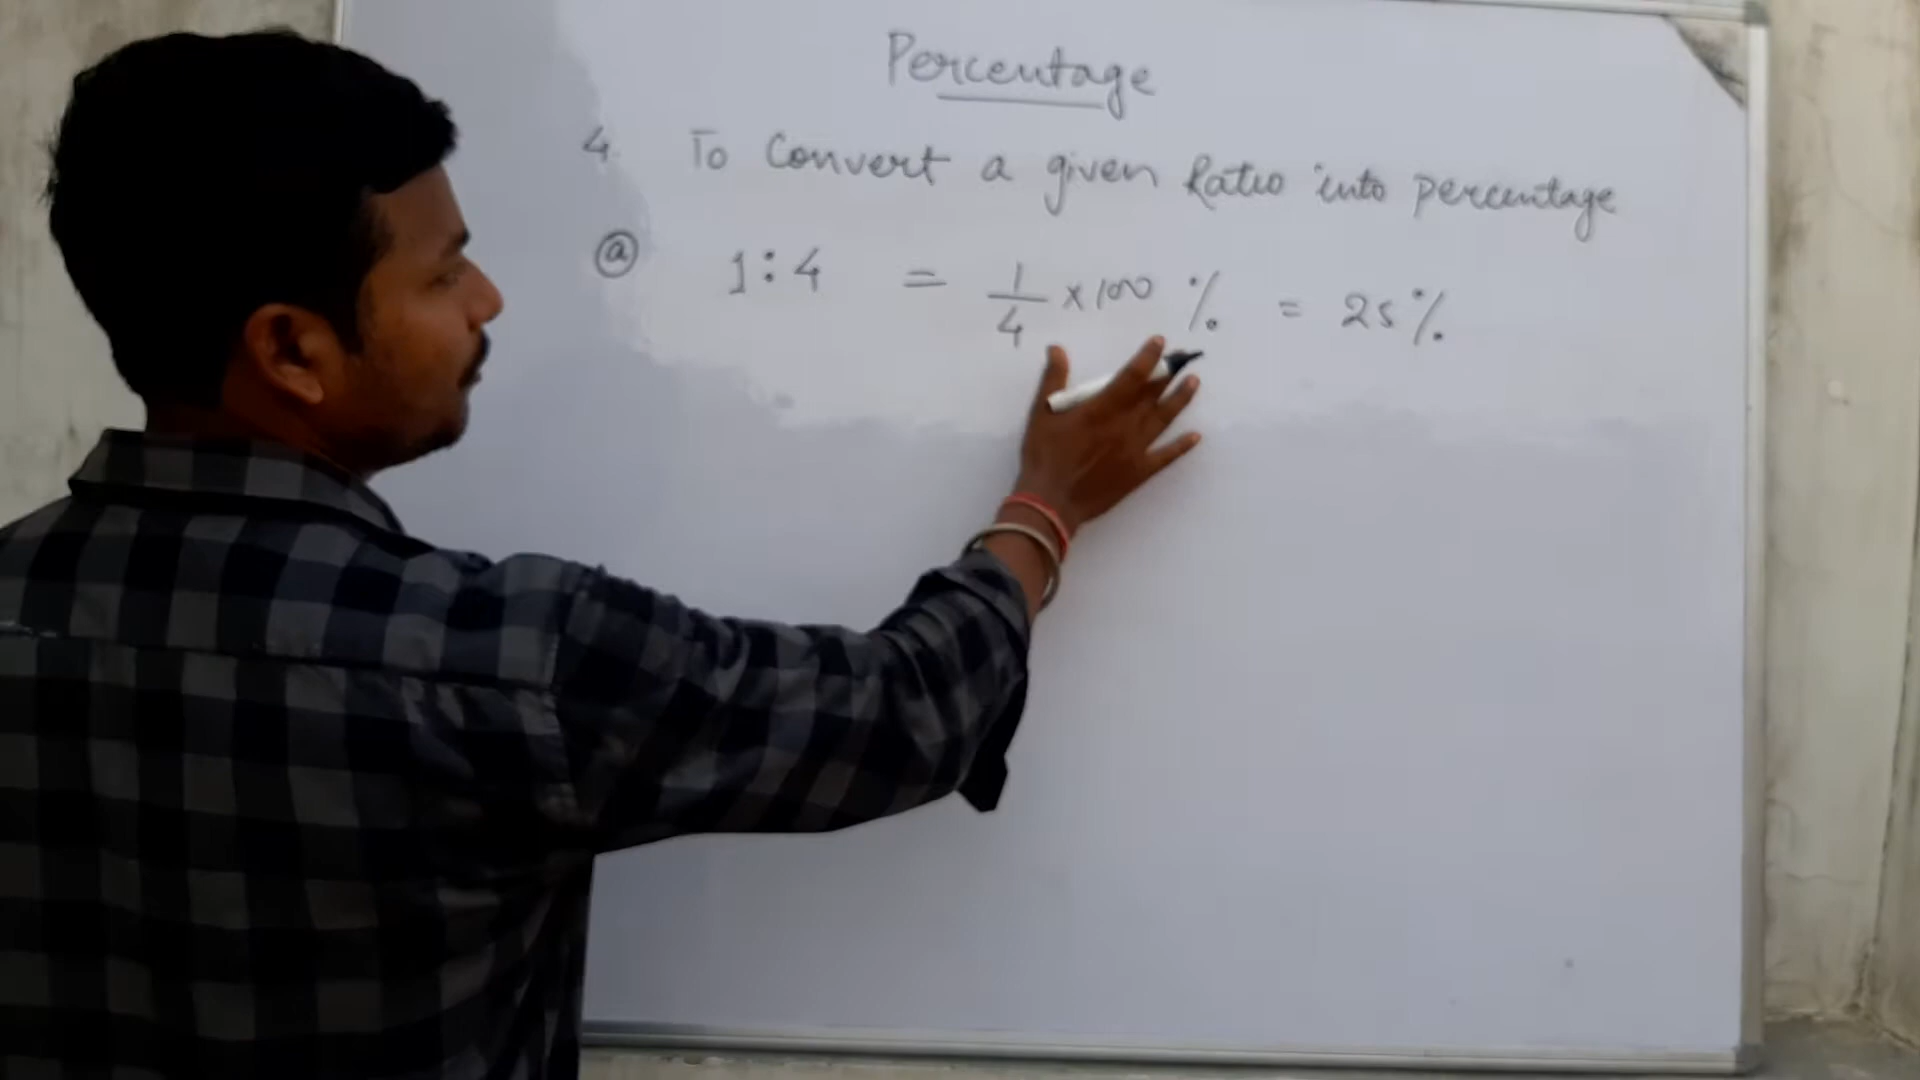 Percentage
4. To Convert a given Ratio into percentage
ⓐ 1:4 = 1/4 x 100 % = 25%